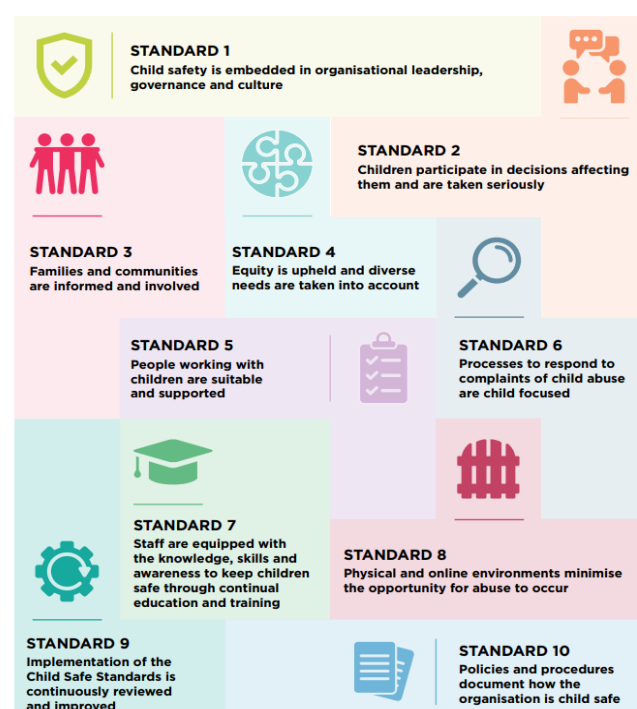 STANDARD 1
Child safety is embedded in organisational leadership,
governance and culture
STANDARD 2
Children participate in decisions affecting
them and are taken seriously
STANDARD 3
Families and communities
are informed and involved
STANDARD 4
Equity is upheld and diverse
needs are taken into account
STANDARD 5
People working with
children are suitable
and supported
STANDARD 6
Processes to respond to
complaints of child abuse
are child focused
STANDARD 7
Staff are equipped with
the knowledge, skills and
awareness to keep children
safe through continual
education and training
STANDARD 8
Physical and online environments minimise
the opportunity for abuse to occur
STANDARD 9
Implementation of the
Child Safe Standards is
continuously reviewed
and improved
STANDARD 10
Policies and procedures
document how the
organisation is child safe